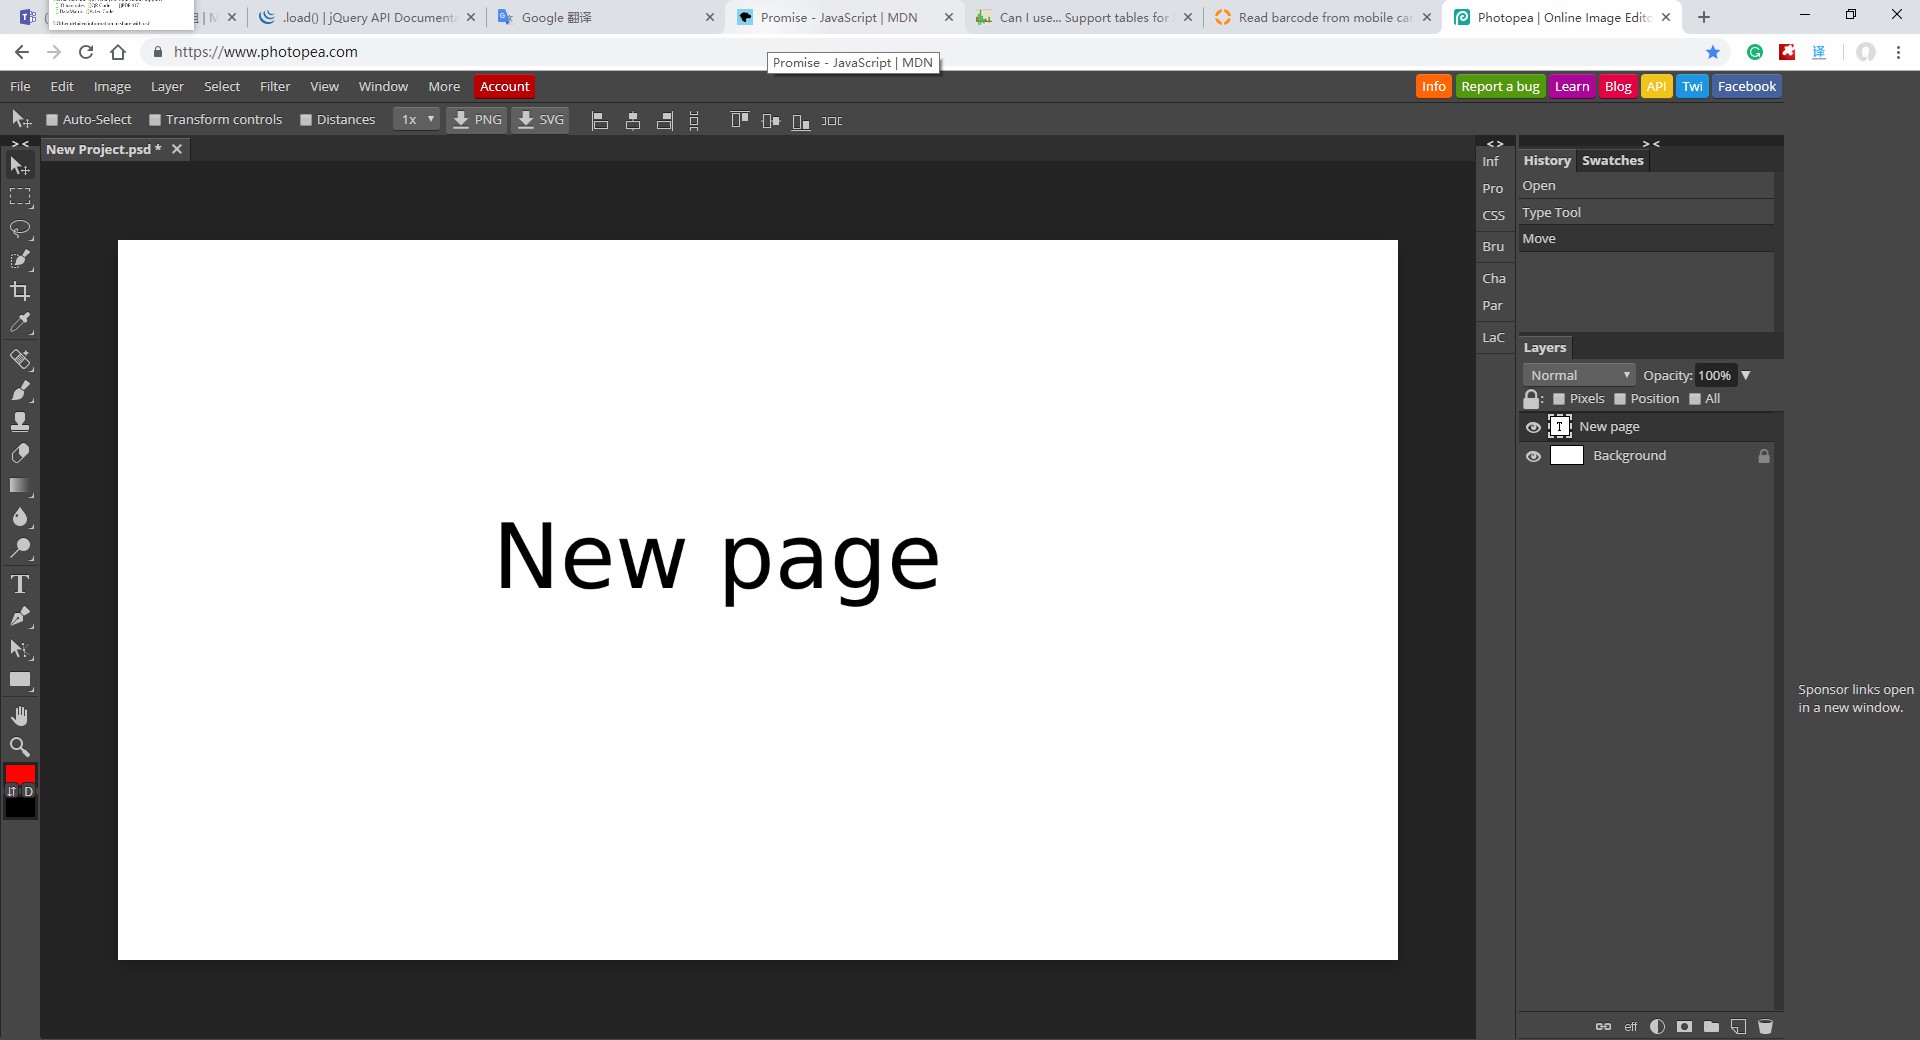 .load() | jQuery API Documenta
Google 翻译
Promise - JavaScript | MDN
Can I use... Support tables for
Read barcode from mobile ca
Photopea | Online Image Edito
https://www.photopea.com
Promise - JavaScript | MDN
File Edit Image Layer Select Filter View Window More Account
Info Report a bug Learn Blog API Twi Facebook
Auto-Select Transform controls Distances 1x PNG SVG
New Project.psd *
> <
< >
> <
Inf
Pro
CSS
Bru
Cha
Par
LaC
History Swatches
Open
Type Tool
Move
Layers
Normal Opacity: 100%
: Pixels Position All
T New page
Background
New page
T
D
Sponsor links open
in a new window.
eff